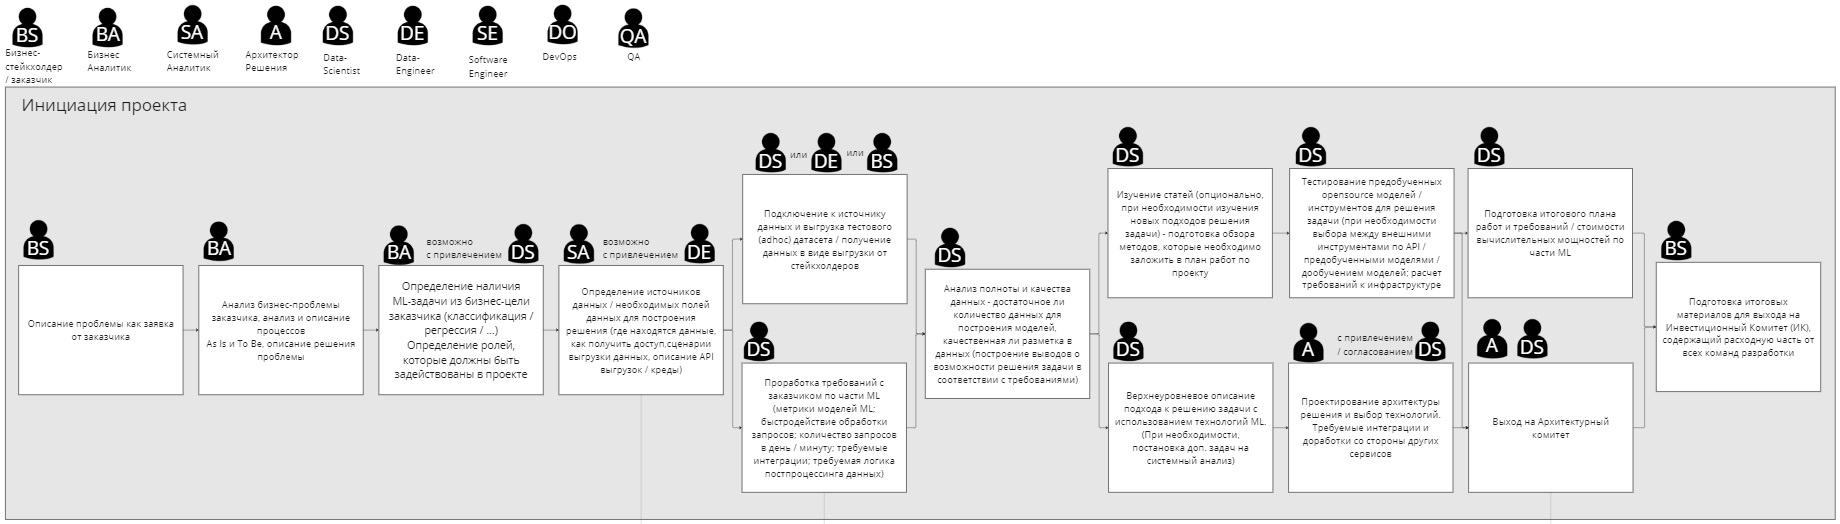 BS
BA
SA
A
DS
DE
SE
DO
QA
Бизнес-
стейкхолдер
/ заказчик
Бизнес
Аналитик
Системный
Аналитик
Архитектор
Решения
Data-
Scientist
Data-
Engineer
Software
Engineer
DevOps
QA
Инициация проекта
BS
Описание проблемы как заявка
от заказчика
BA
Анализ бизнес-проблемы
заказчика, анализ и описание
процессов
As Is и To Be, описание решения
проблемы
BA
возможно
с привлечением
DS
Определение наличия
ML-задачи из бизнес-цели
заказчика (классификация /
регрессия / ...)
Определение ролей,
которые должны быть
задействованы в проекте
SA
возможно
с привлечением
DE
Определение источников
данных / необходимых полей
данных для построения
решения (где находятся данные,
как получить доступ,сценарии
выгрузки данных, описание API
выгрузок / креды)
DS
или
DE
или
BS
Подключение к источнику
данных и выгрузка тестового
(adhoc) датасета / получение
данных в виде выгрузки от
стейкхолдеров
DS
Проработка требований с
заказчиком по части ML
(метрики моделей ML;
быстродействие обработки
запросов; количество запросов
в день / минуту; требуемые
интеграции; требуемая логика
постпроцессинга данных)
DS
Анализ полноты и качества
данных - достаточное ли
количество данных для
построения моделей,
качественная ли разметка в
данных (построение выводов о
возможности решения задачи в
соответствии с требованиями)
DS
Изучение статей (опционально,
при необходимости изучения
новых подходов решения
задачи) - подготовка обзора
методов, которые необходимо
заложить в план работ по
проекту
DS
Тестирование предобученных
opensource моделей /
инструментов для решения
задачи (при необходимости
выбора между внешними
инструментами по API /
предобученными моделями /
дообучением моделей; расчет
требований к инфраструктуре
DS
Подготовка итогового плана
работ и требований / стоимости
вычислительных мощностей по
части ML
DS
Верхнеуровневое описание
подхода к решению задачи с
использованием технологий ML.
(При необходимости,
постановка доп. задач на
системный анализ)
A
с привлечением
/ согласованием
DS
Проектирование архитектуры
решения и выбор технологий.
Требуемые интеграции и
доработки со стороны других
сервисов
A
DS
Выход на Архитектурный
комитет
BS
Подготовка итоговых
материалов для выхода на
Инвестиционный Комитет (ИК),
содержащий расходную часть от
всех команд разработки